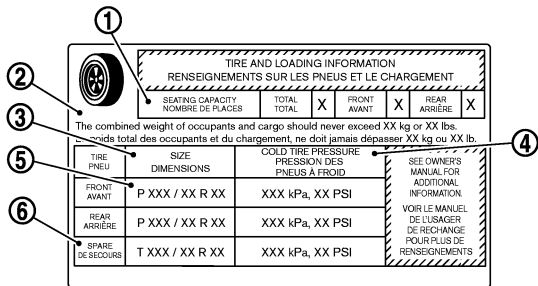 1
TIRE AND LOADING INFORMATION
RENSEIGNEMENTS SUR LES PNEUS ET LE CHARGEMENT
2
SEATING CAPACITY
NOMBRE DE PLACES
TOTAL
TOTAL
X
FRONT
AVANT
X
REAR
ARRIÈRE
X
The combined weight of occupants and cargo should never exceed XX kg or XX lbs.
3
poids total des occupants et du chargement, ne doit jamais dépasser XX kg ou XX lb.
4
TIRE
PNEU
SIZE
DIMENSIONS
COLD TIRE PRESSURE
PRESSION DES
PNEUS À FROID
SEE OWNER'S
MANUAL FOR
ADDITIONAL
INFORMATION.
VOIR LE MANUEL
DE L'USAGER
DE RECHANGE
POUR PLUS DE
RENSEIGNEMENTS
5
FRONT
AVANT
P XXX / XX R XX
XXX kPa, XX PSI
REAR
ARRIÈRE
P XXX / XX R XX
XXX kPa, XX PSI
6
SPARE
DE SECOURS
T XXX / XX R XX
XXX kPa, XX PSI